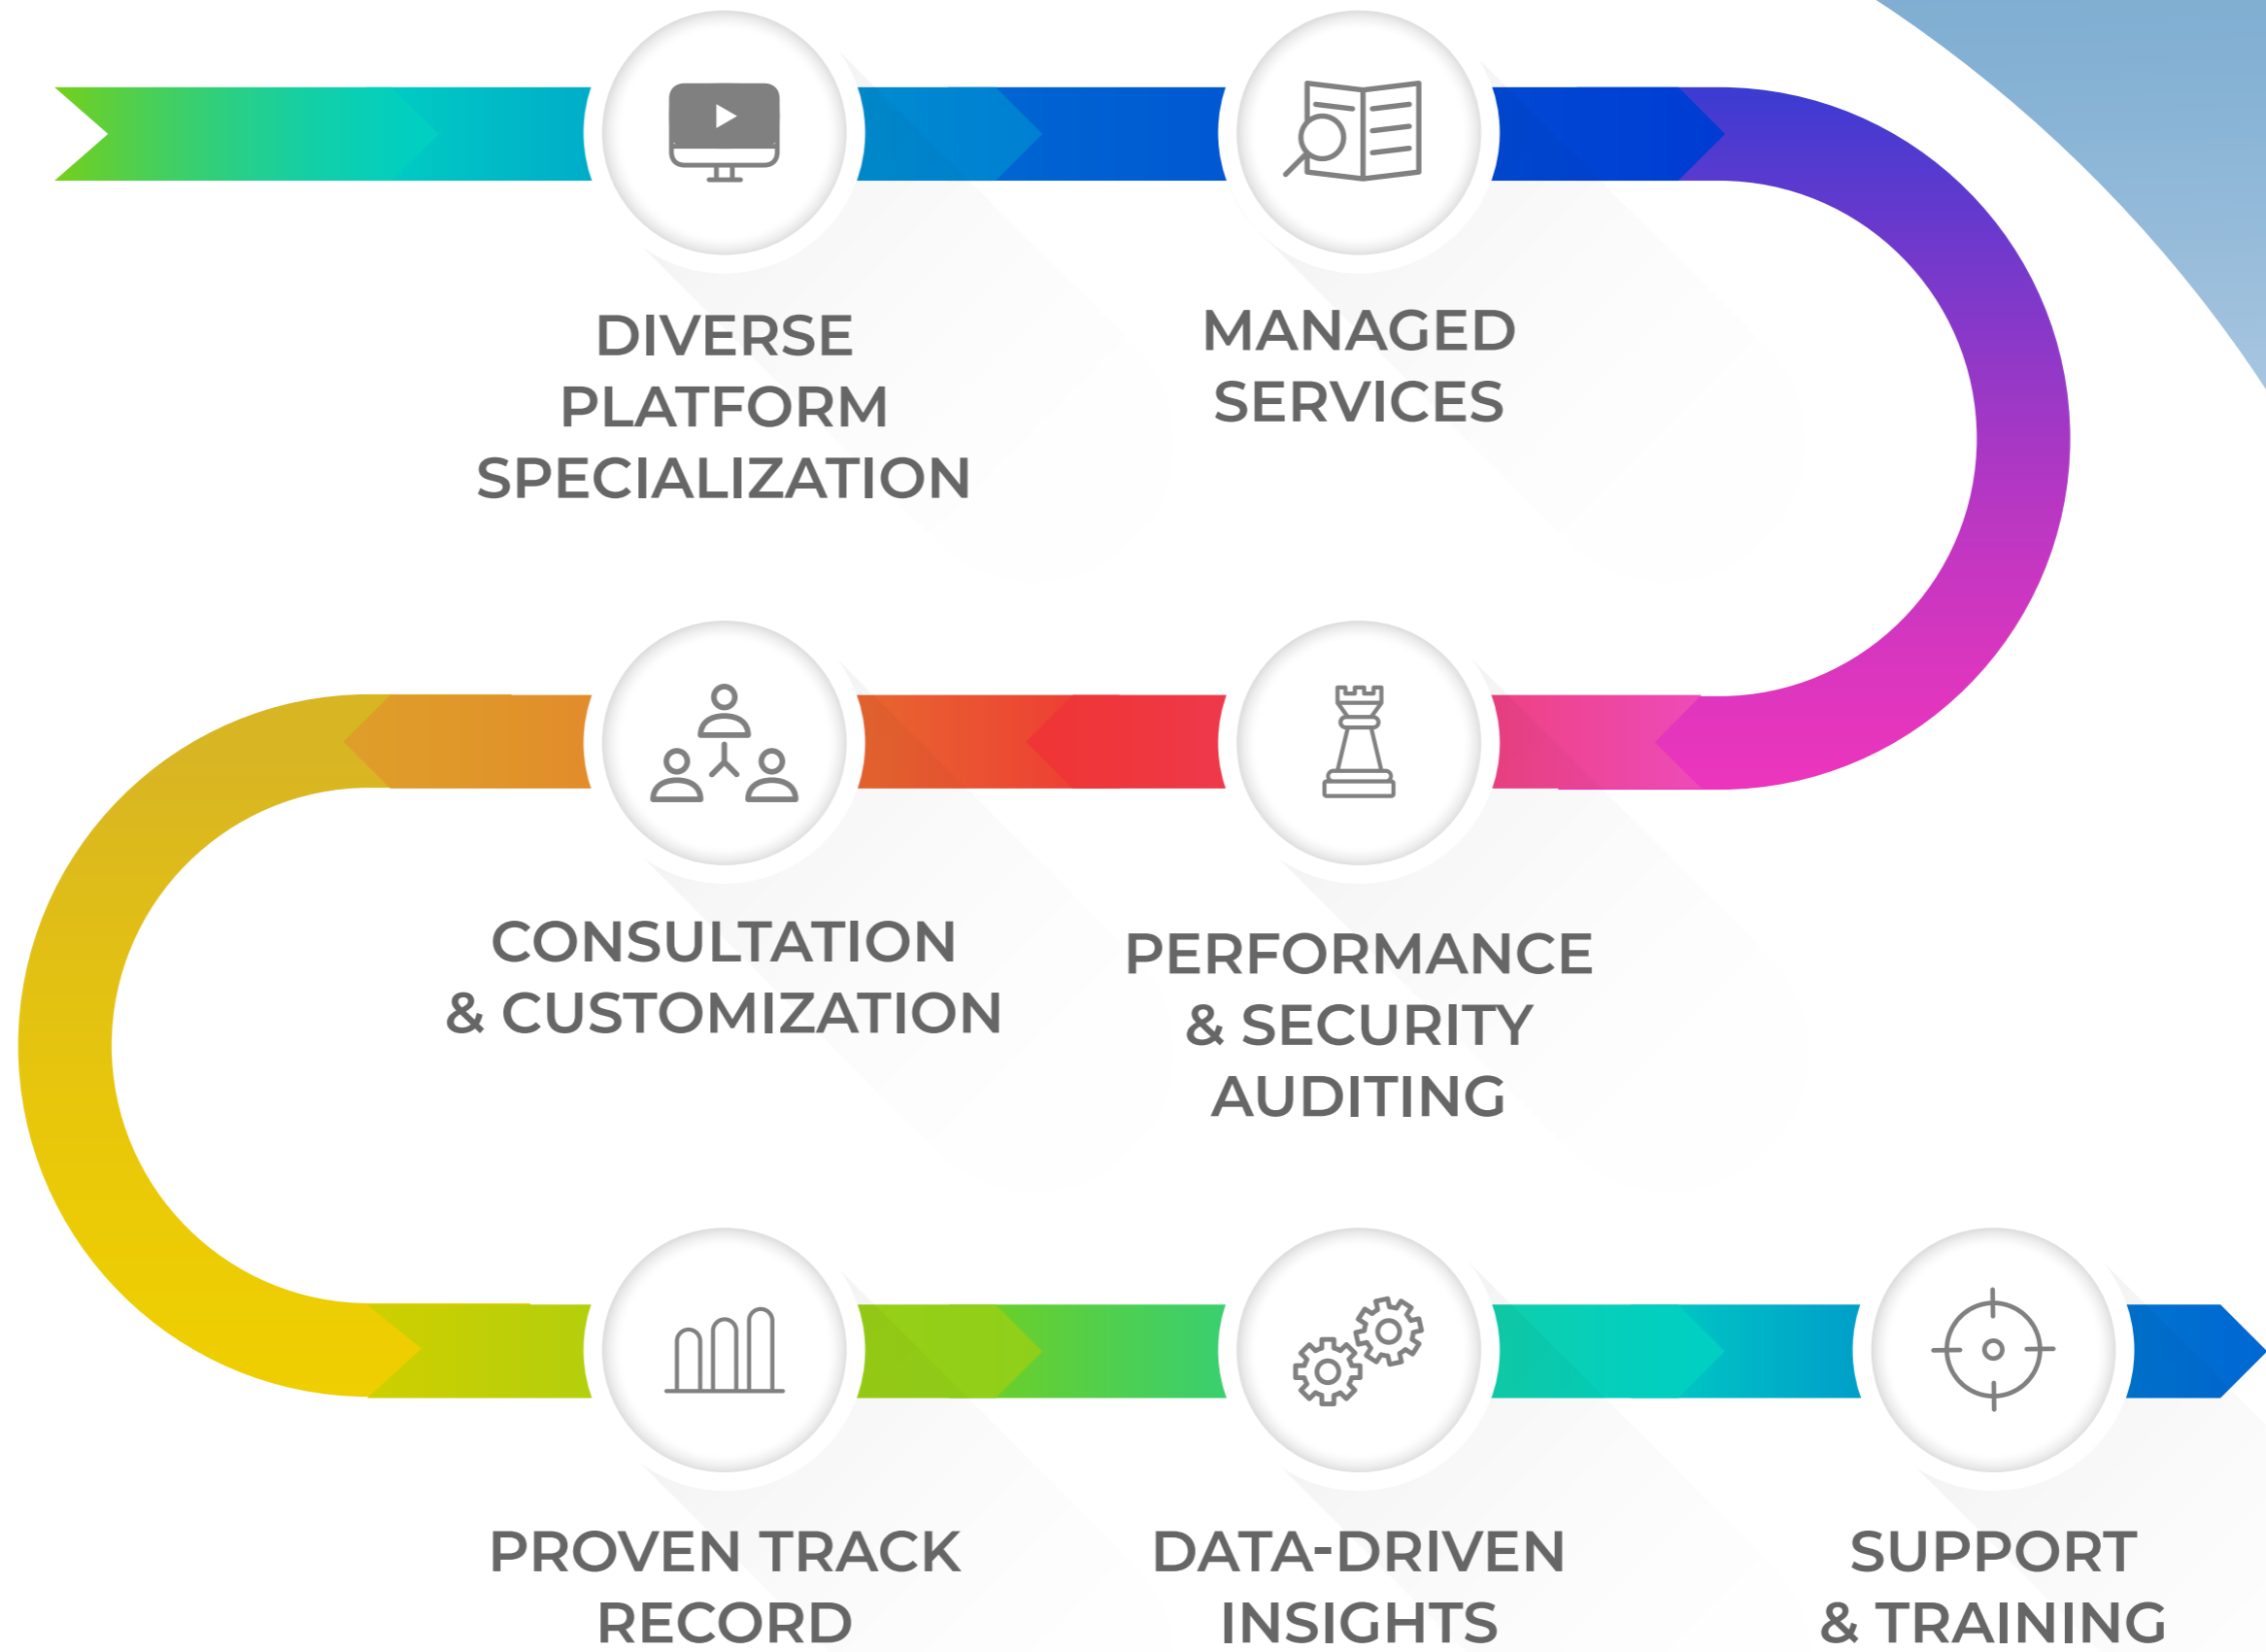 DIVERSE
PLATFORM
SPECIALIZATION
MANAGED
SERVICES
CONSULTATION
& CUSTOMIZATION
PERFORMANCE
& SECURITY
AUDITING
PROVEN TRACK
RECORD
DATA-DRIVEN
INSIGHTS
SUPPORT
& TRAINING